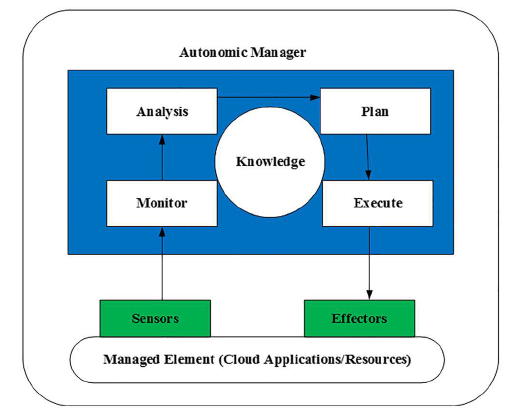 Autonomic Manager
Analysis
Plan
Knowledge
Monitor
Execute
Sensors
Effectors
Managed Element (Cloud Applications/Resources)